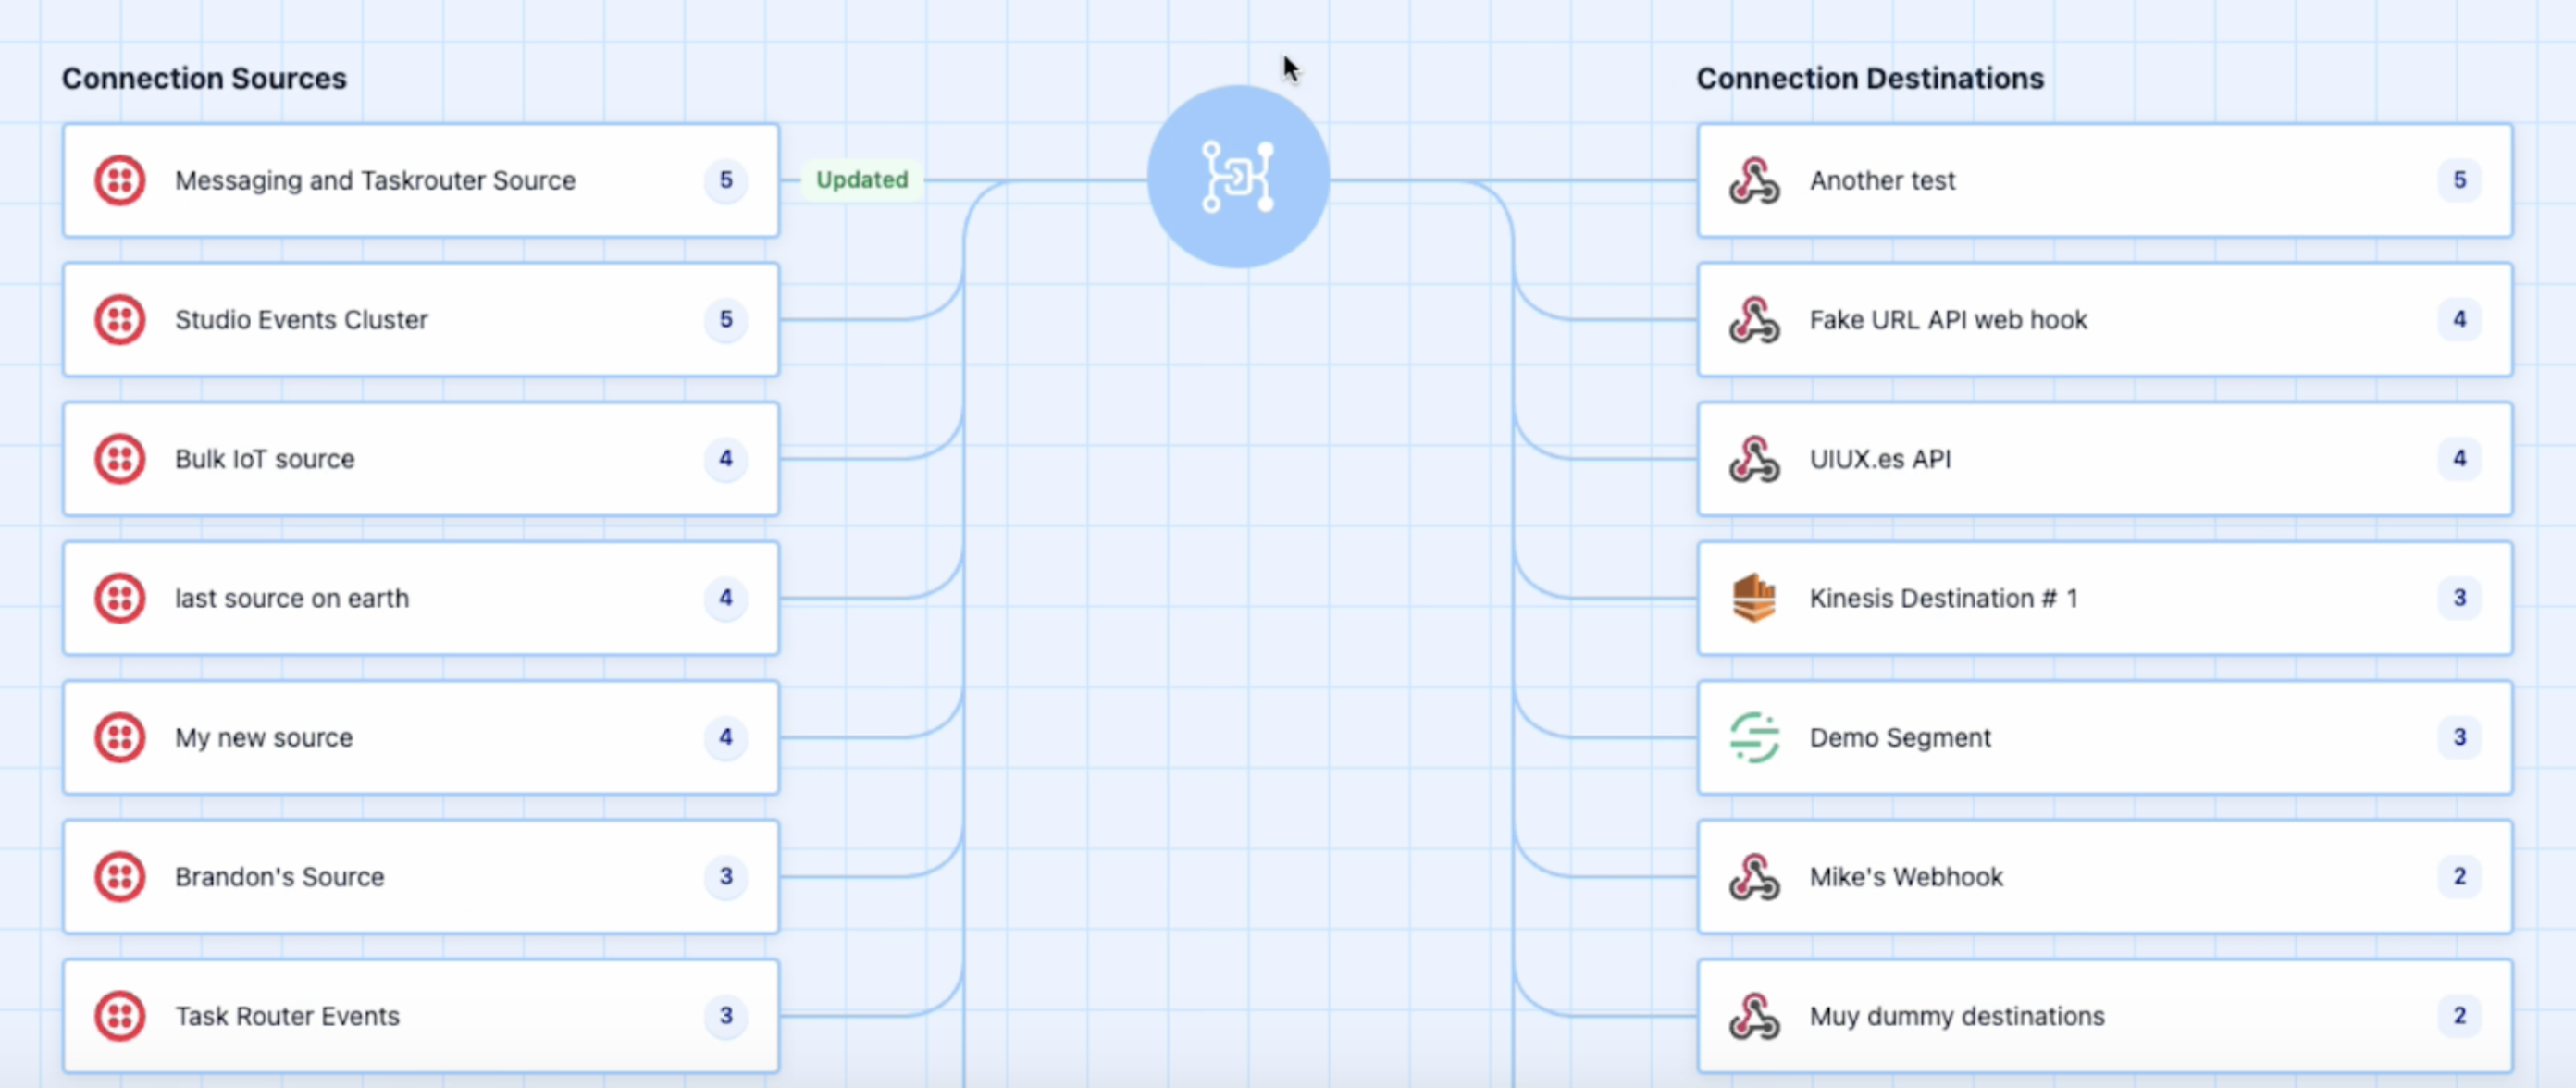 Connection Sources
Messaging and Taskrouter Source 5
Updated
Studio Events Cluster 5
Bulk IoT source 4
last source on earth 4
My new source 4
Brandon's Source 3
Task Router Events 3
Connection Destinations
Another test 5
Fake URL API web hook 4
UIUX.es API 4
Kinesis Destination # 1 3
Demo Segment 3
Mike's Webhook 2
Muy dummy destinations 2